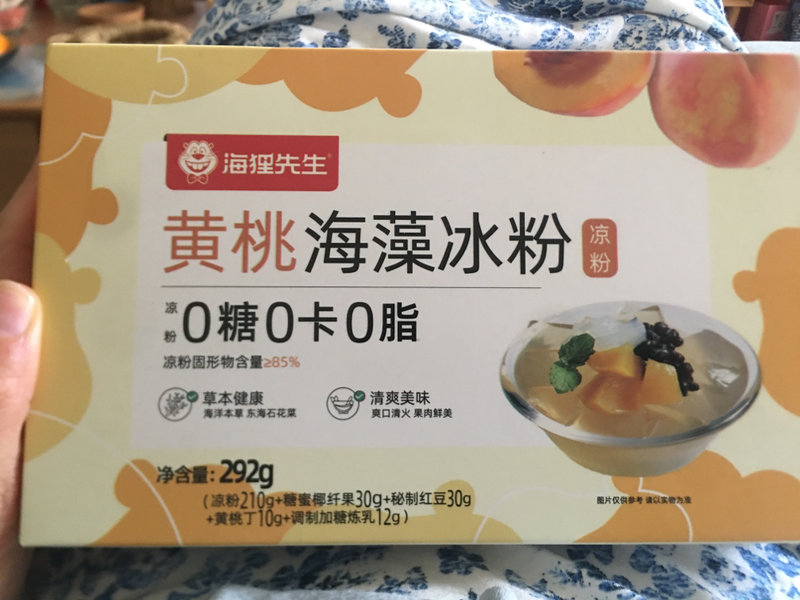 海狸先生
黄桃海藻冰粉
凉粉
凉粉 0糖0卡0脂
凉粉固形物含量≥85%
草本健康
海洋本草 东海石花菜
清爽美味
爽口清火 果肉鲜美
净含量：292g
（凉粉210g+糖蜜椰纤果30g+秘制红豆30g
+黄桃丁10g+调制加糖炼乳12g）
图片仅供参考 请以实物为准